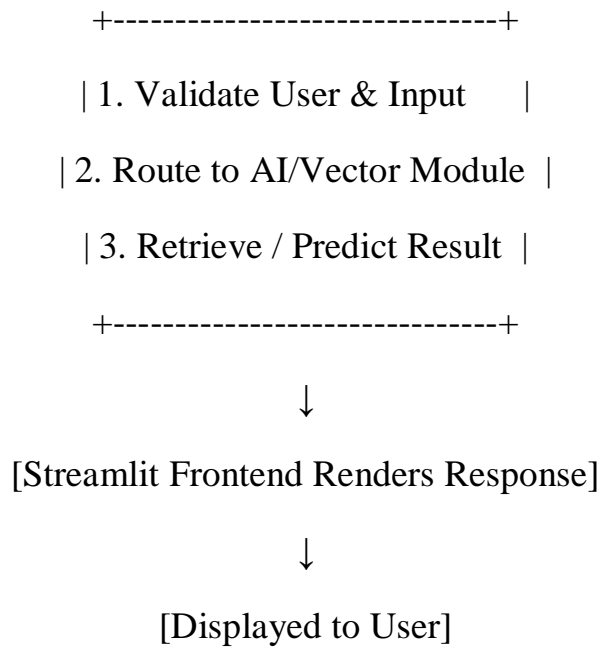 +-------------------------------+
| 1. Validate User & Input |
| 2. Route to AI/Vector Module |
| 3. Retrieve / Predict Result |
+-------------------------------+
↓
[Streamlit Frontend Renders Response]
↓
[Displayed to User]